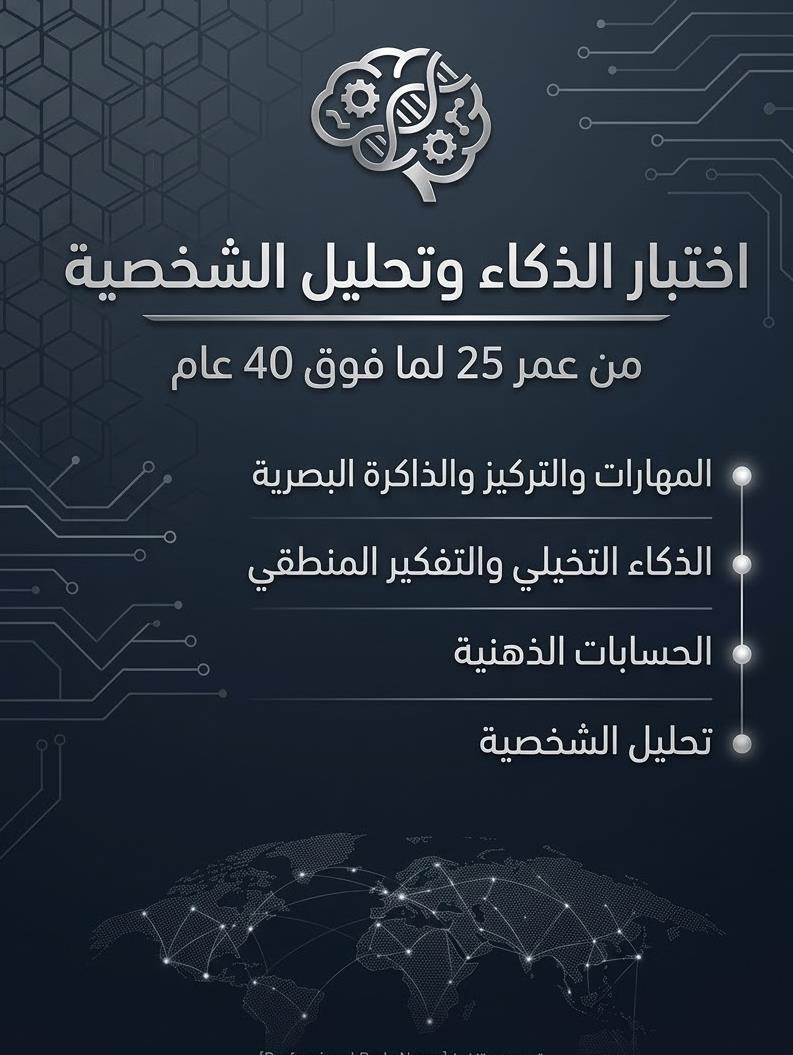 اختبار الذكاء وتحليل الشخصية
من عمر 25 لما فوق 40 عام
المهارات والتركيز والذاكرة البصرية
الذكاء التخيلي والتفكير المنطقي
الحسابات الذهنية
تحليل الشخصية